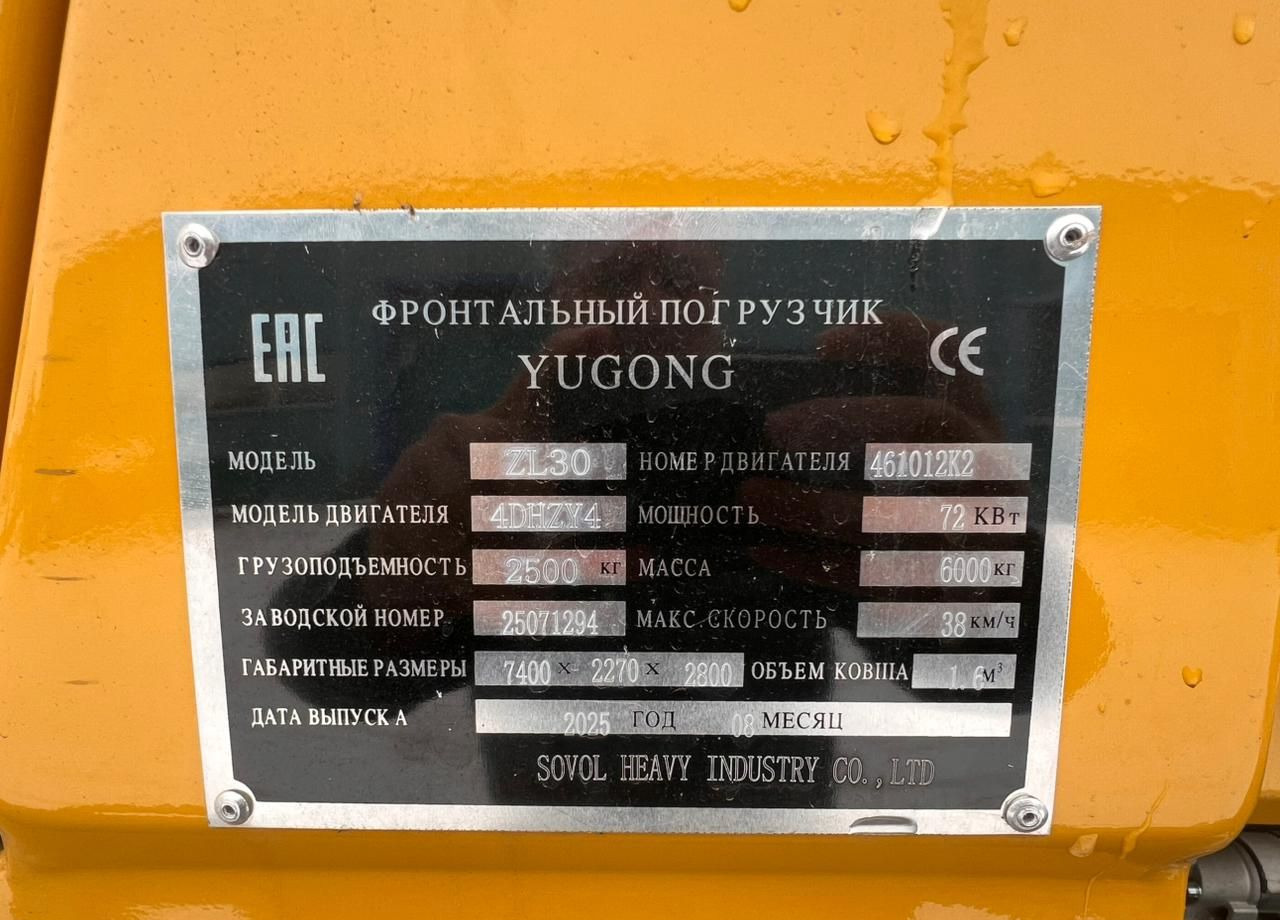 ФРОНТАЛЬНЫЙ ПОГРУЗЧИК
EAC
CE
YUGONG
МОДЕЛЬ ZL30 НОМЕР ДВИГАТЕЛЯ 461012K2
МОДЕЛЬ ДВИГАТЕЛЯ 4DHZY4 МОЩНОСТЬ 72 КВт
ГРУЗОПОДЪЕМНОСТЬ 2500 кг МАССА 6000 кг
ЗАВОДСКОЙ НОМЕР 25071294 МАКС.СКОРОСТЬ 38 км/ч
ГАБАРИТНЫЕ РАЗМЕРЫ 7400 x 2270 x 2800 ОБЪЕМ КОВША 1.6 м³
ДАТА ВЫПУСКА 2025 ГОД 08 МЕСЯЦ
SOVOL HEAVY INDUSTRY CO.,LTD